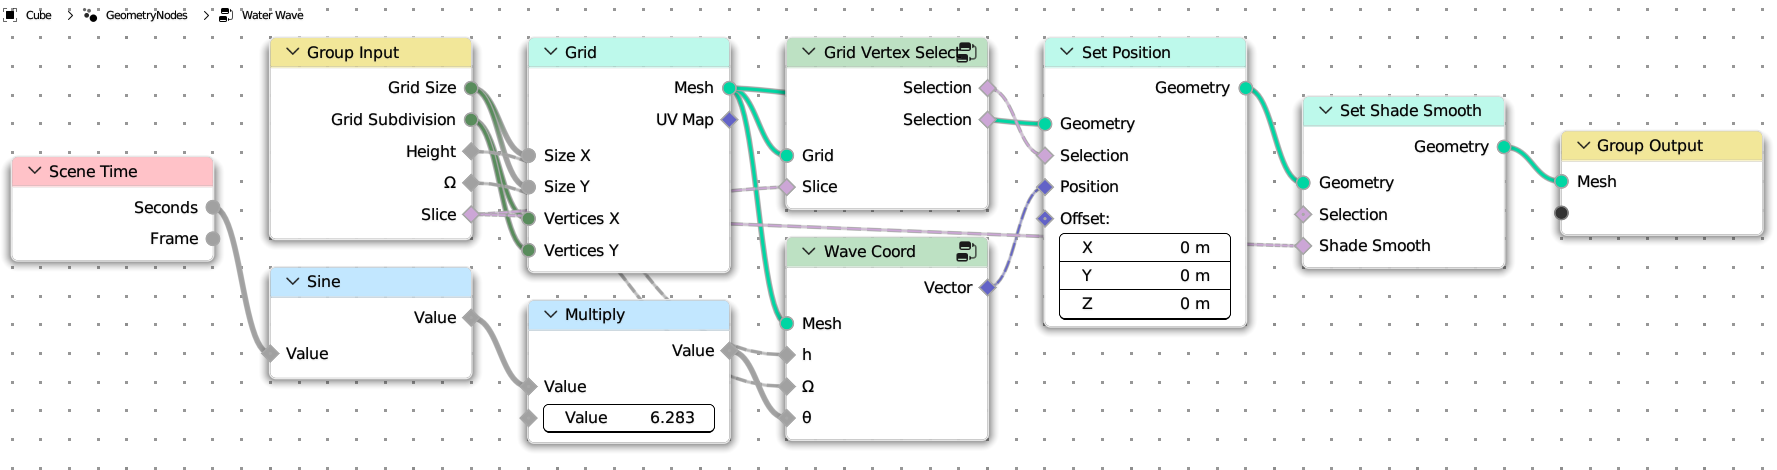 Cube > GeometryNodes > Water Wave
Scene Time
Seconds
Frame
Group Input
Grid Size
Grid Subdivision
Height
Ω
Slice
Sine
Value
Value
Grid
Mesh
UV Map
Size X
Size Y
Vertices X
Vertices Y
Multiply
Value
Value
Value 6.283
Grid Vertex Select
Selection
Selection
Grid
Slice
Wave Coord
Vector
Mesh
h
Ω
θ
Set Position
Geometry
Geometry
Selection
Position
Offset:
X 0 m
Y 0 m
Z 0 m
Set Shade Smooth
Geometry
Geometry
Selection
Shade Smooth
Group Output
Mesh